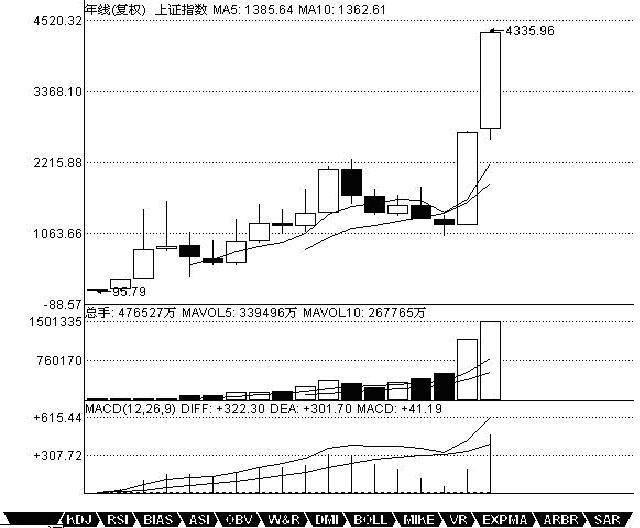 年线(复权) 上证指数 MA5: 1385.64 MA10: 1362.61
4520.32
4335.96
3368.10
2215.88
1063.66
95.79
-88.57
总手: 476527万 MAVOL5: 339496万 MAVOL10: 267765万
1501335
760170
MACD(12,26,9) DIFF: +322.30 DEA: +301.70 MACD: +41.19
+615.44
+307.72
KDJ RSI BIAS ASI OBV W&R DMI BOLL MIKE VR EXPMA ARBR SAR